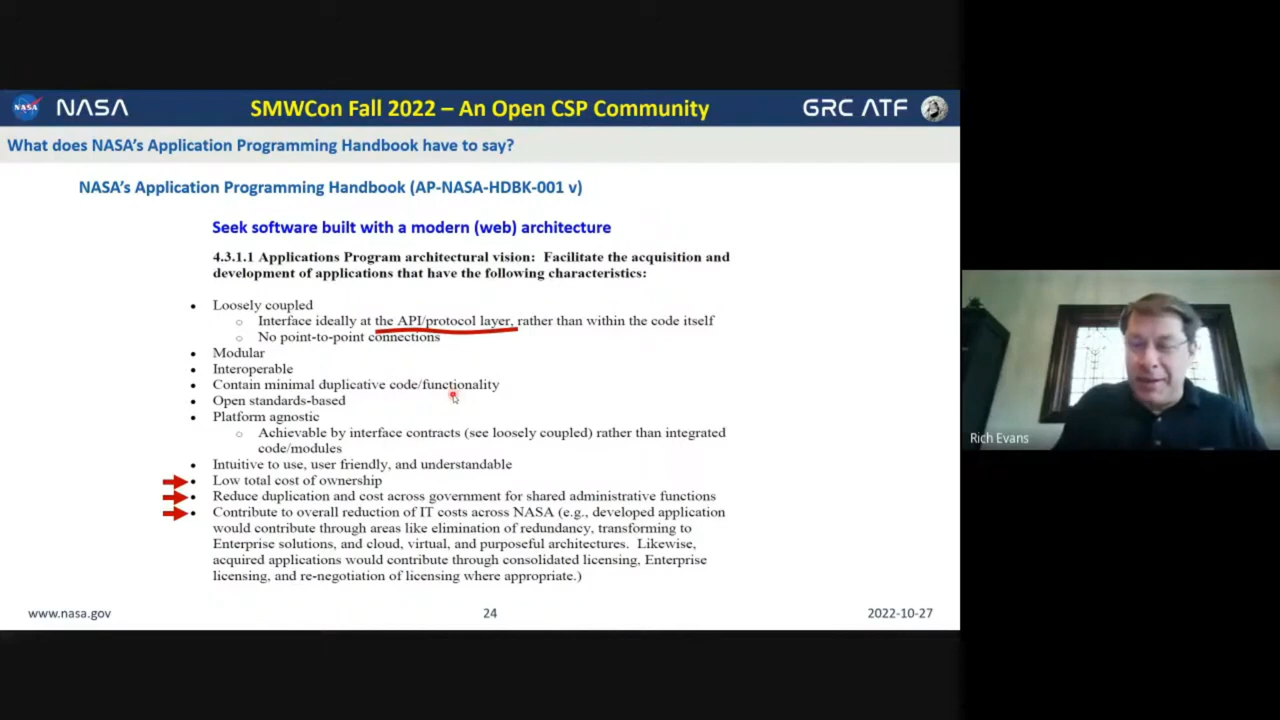 NASA NASA SMWCon Fall 2022 – An Open CSP Community GRC ATF
What does NASA's Application Programming Handbook have to say?
NASA's Application Programming Handbook (AP-NASA-HDBK-001 v)
Seek software built with a modern (web) architecture
4.3.1.1 Applications Program architectural vision: Facilitate the acquisition and
development of applications that have the following characteristics:
• Loosely coupled
o Interface ideally at the API/protocol layer, rather than within the code itself
o No point-to-point connections
• Modular
• Interoperable
• Contain minimal duplicative code/functionality
• Open standards-based
• Platform agnostic
o Achievable by interface contracts (see loosely coupled) rather than integrated
code/modules
• Intuitive to use, user friendly, and understandable
• Low total cost of ownership
• Reduce duplication and cost across government for shared administrative functions
• Contribute to overall reduction of IT costs across NASA (e.g., developed application
would contribute through areas like elimination of redundancy, transforming to
Enterprise solutions, and cloud, virtual, and purposeful architectures. Likewise,
acquired applications would contribute through consolidated licensing, Enterprise
licensing, and re-negotiation of licensing where appropriate.)
www.nasa.gov 24 2022-10-27
Rich Evans